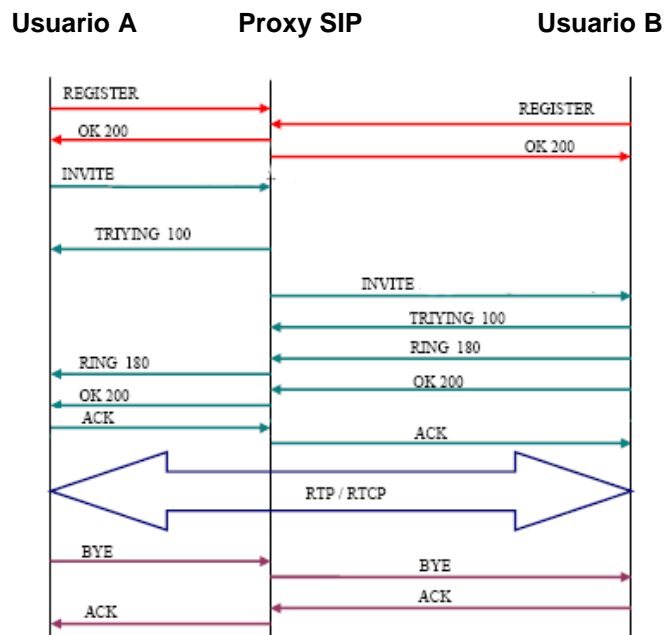 Usuario A Proxy SIP Usuario B
REGISTER
REGISTER
OK 200
OK 200
INVITE
TRIYING 100
INVITE
TRIYING 100
RING 180
RING 180
OK 200
OK 200
ACK
ACK
RTP / RTCP
BYE
BYE
ACK
ACK